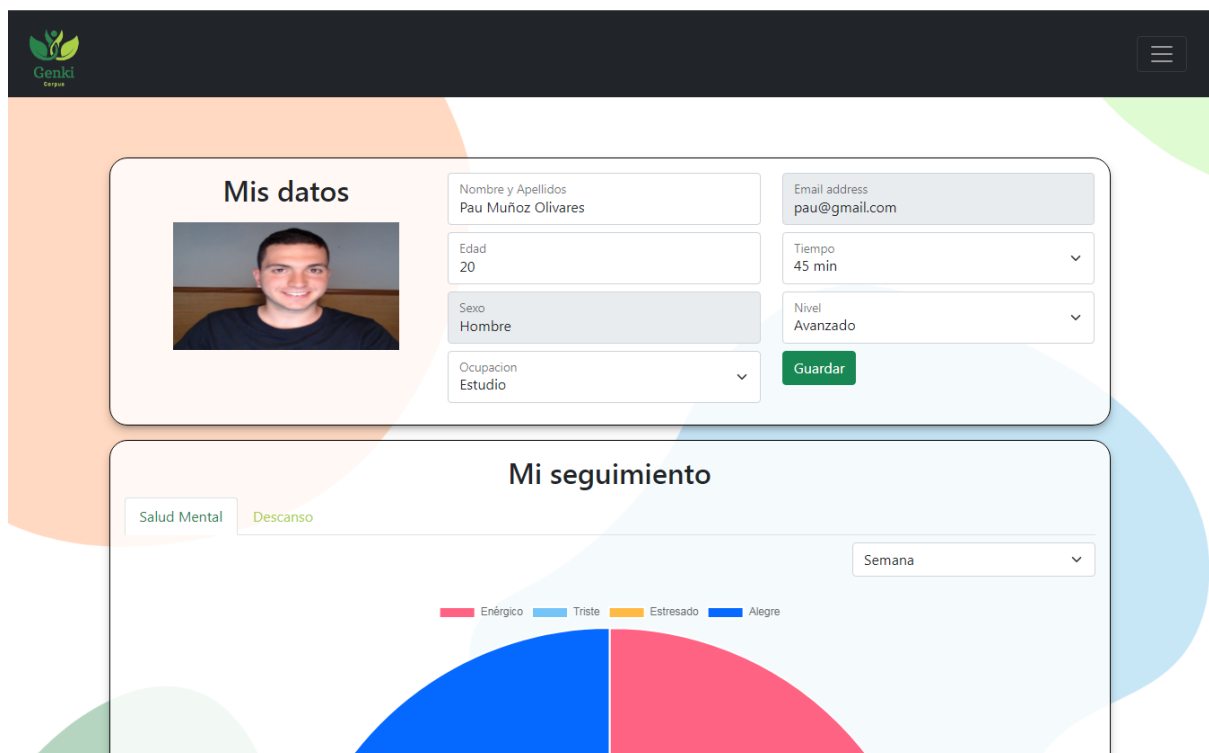 Genki
Corpus
Mis datos
Nombre y Apellidos
Pau Muñoz Olivares
Email address
pau@gmail.com
Edad
20
Tiempo
45 min
Sexo
Hombre
Nivel
Avanzado
Ocupacion
Estudio
Guardar
Mi seguimiento
Salud Mental Descanso
Semana
Enérgico Triste Estresado Alegre